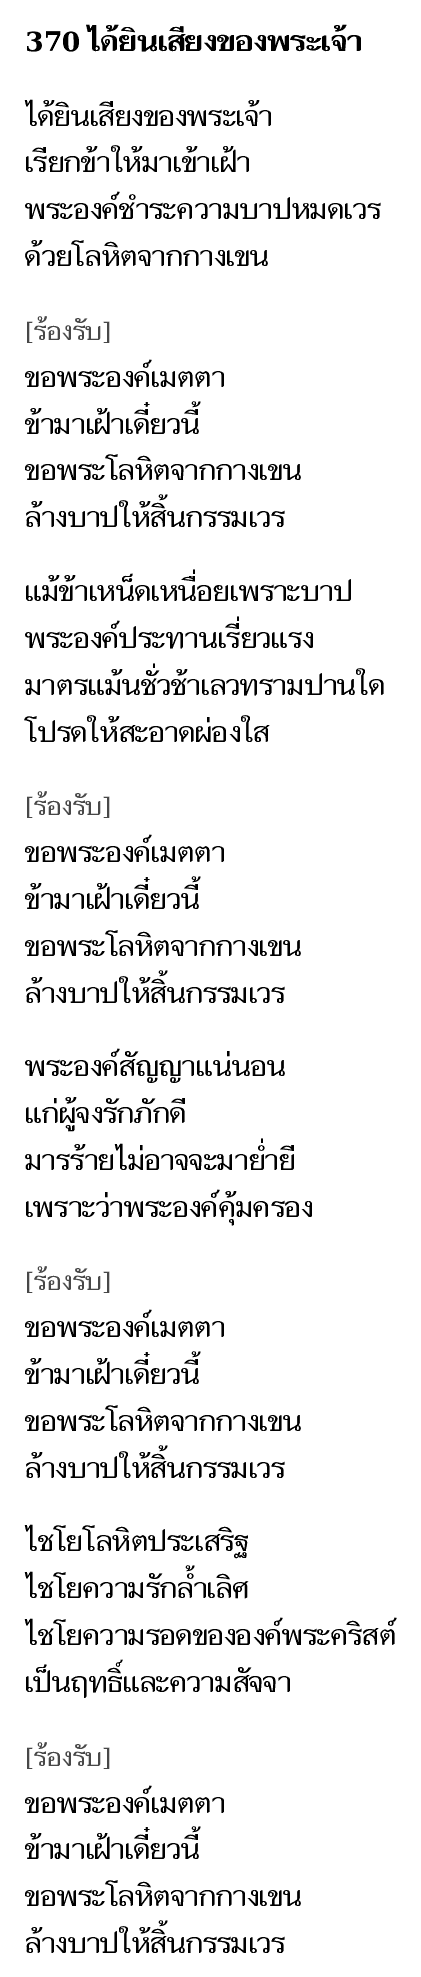 370 ได้ยินเสียงของพระเจ้า
ได้ยินเสียงของพระเจ้า
เรียกข้าให้มาเข้าเฝ้า
พระองค์ชำระความบาปหมดเวร
ด้วยโลหิตจากกางเขน
[ร้องรับ]
ขอพระองค์เมตตา
ข้ามาเฝ้าเดี๋ยวนี้
ขอพระโลหิตจากกางเขน
ล้างบาปให้สิ้นกรรมเวร
แม้ข้าเหน็ดเหนื่อยเพราะบาป
พระองค์ประทานเรี่ยวแรง
มาตรแม้นชั่วช้าเลวทรามปานใด
โปรดให้สะอาดผ่องใส
[ร้องรับ]
ขอพระองค์เมตตา
ข้ามาเฝ้าเดี๋ยวนี้
ขอพระโลหิตจากกางเขน
ล้างบาปให้สิ้นกรรมเวร
พระองค์สัญญาแน่นอน
แก่ผู้จงรักภักดี
มารร้ายไม่อาจจะมาย่ำยี
เพราะว่าพระองค์คุ้มครอง
[ร้องรับ]
ขอพระองค์เมตตา
ข้ามาเฝ้าเดี๋ยวนี้
ขอพระโลหิตจากกางเขน
ล้างบาปให้สิ้นกรรมเวร
ไชโยโลหิตประเสริฐ
ไชโยความรักล้ำเลิศ
ไชโยความรอดขององค์พระคริสต์
เป็นฤทธิ์และความสัจจา
[ร้องรับ]
ขอพระองค์เมตตา
ข้ามาเฝ้าเดี๋ยวนี้
ขอพระโลหิตจากกางเขน
ล้างบาปให้สิ้นกรรมเวร